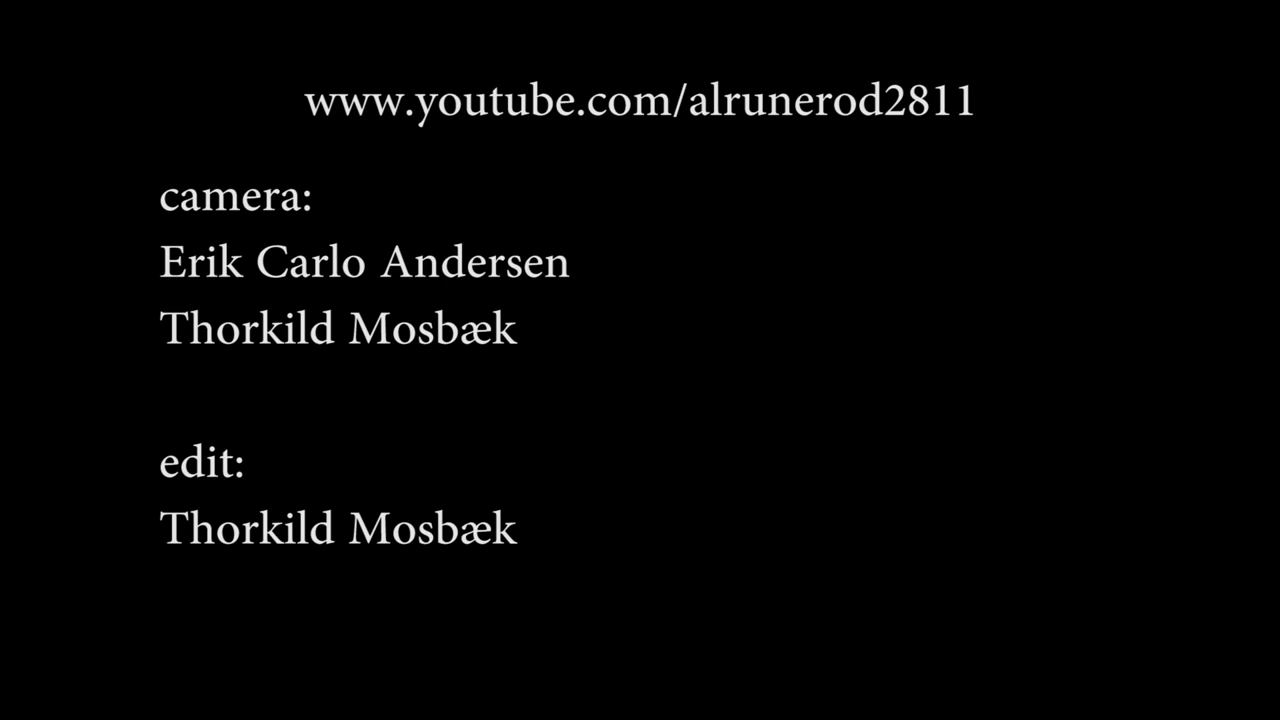 www.youtube.com/alrunerod2811
camera:
Erik Carlo Andersen
Thorkild Mosbæk
edit:
Thorkild Mosbæk